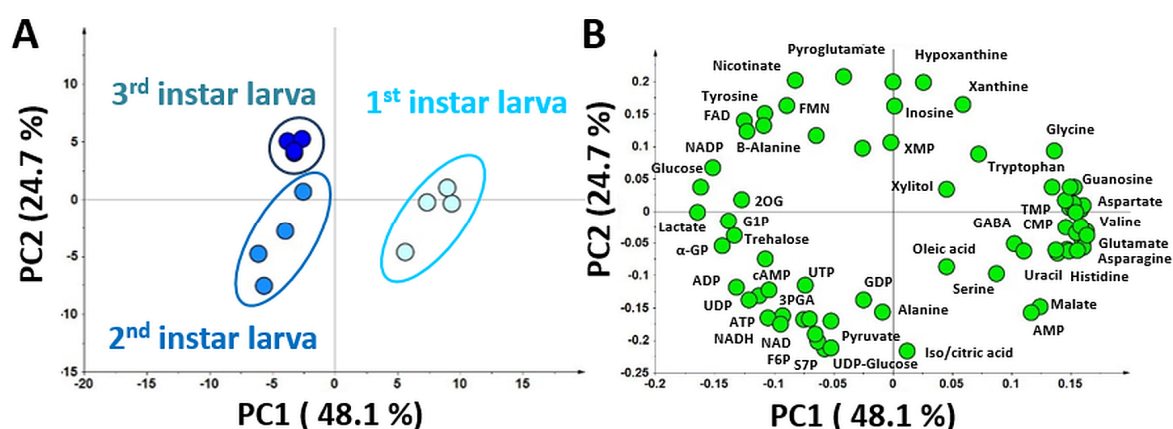 A
PC2 (24.7 %)
10
5
0
-5
-10
-15
-20
-15
-10
-5
0
5
10
15
3rd instar larva
1st instar larva
2nd instar larva
PC1 ( 48.1 %)
B
PC2 (24.7 %)
0.2
0.15
0.1
0.05
0
-0.05
-0.1
-0.15
-0.2
-0.25
-0.2
-0.15
-0.1
-0.05
0
0.05
0.1
0.15
Pyroglutamate
Hypoxanthine
Nicotinate
Xanthine
Tyrosine
FMN
Inosine
FAD
Glycine
B-Alanine
XMP
NADP
Tryptophan
Glucose
Guanosine
Xylitol
2OG
Aspartate
TMP
Lactate
G1P
GABA
CMP
Valine
Trehalose
α-GP
Oleic acid
Glutamate
Asparagine
ADP
cAMP
UTP
GDP
Serine
Uracil
Histidine
UDP
3PGA
Alanine
Malate
ATP
AMP
NADH
NAD
Pyruvate
F6P
Iso/citric acid
S7P
UDP-Glucose
PC1 ( 48.1 %)